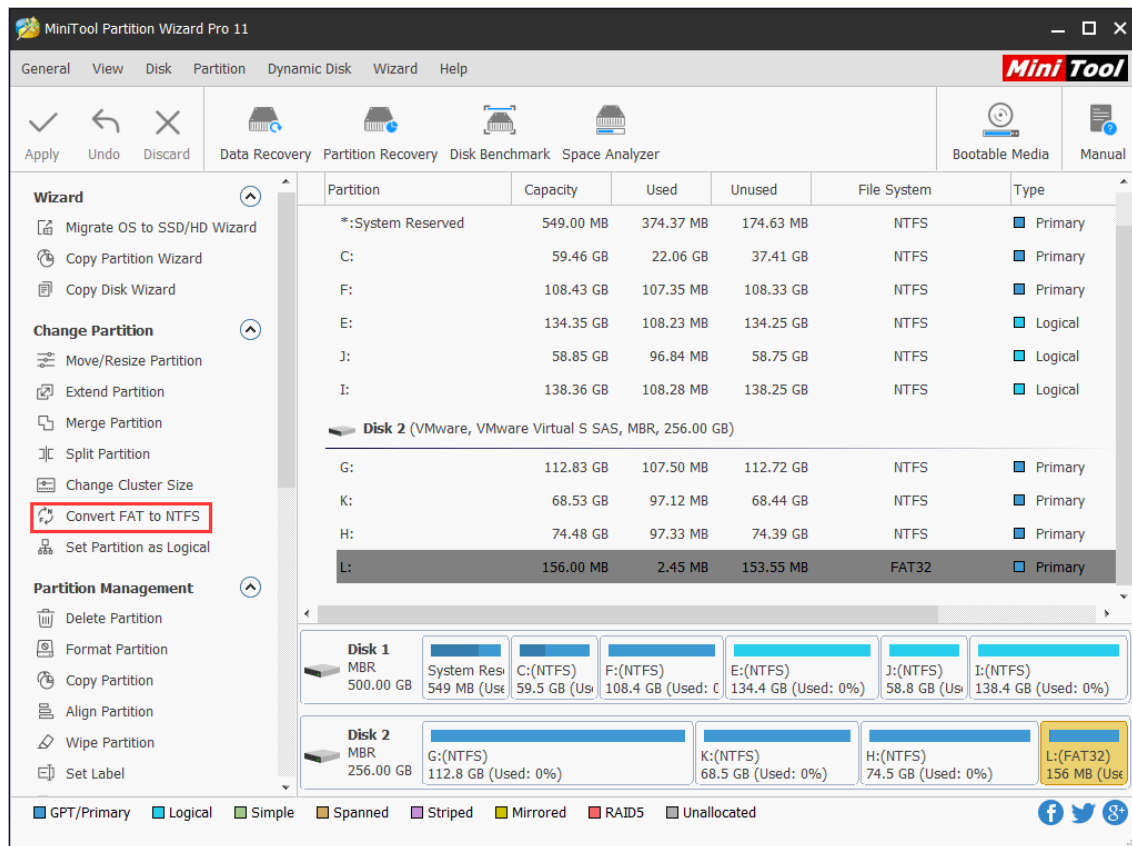 MiniTool Partition Wizard Pro 11
General View Disk Partition Dynamic Disk Wizard Help
Mini Tool
Apply Undo Discard Data Recovery Partition Recovery Disk Benchmark Space Analyzer Bootable Media Manual
Wizard
Migrate OS to SSD/HD Wizard
Copy Partition Wizard
Copy Disk Wizard
Change Partition
Move/Resize Partition
Extend Partition
Merge Partition
Split Partition
Change Cluster Size
Convert FAT to NTFS
Set Partition as Logical
Partition Management
Delete Partition
Format Partition
Copy Partition
Align Partition
Wipe Partition
Set Label
Partition Capacity Used Unused File System Type
*:System Reserved 549.00 MB 374.37 MB 174.63 MB NTFS Primary
C: 59.46 GB 22.06 GB 37.41 GB NTFS Primary
F: 108.43 GB 107.35 MB 108.33 GB NTFS Primary
E: 134.35 GB 108.23 MB 134.25 GB NTFS Logical
J: 58.85 GB 96.84 MB 58.75 GB NTFS Logical
I: 138.36 GB 108.28 MB 138.25 GB NTFS Logical
Disk 2 (VMware, VMware Virtual S SAS, MBR, 256.00 GB)
G: 112.83 GB 107.50 MB 112.72 GB NTFS Primary
K: 68.53 GB 97.12 MB 68.44 GB NTFS Primary
H: 74.48 GB 97.33 MB 74.39 GB NTFS Primary
L: 156.00 MB 2.45 MB 153.55 MB FAT32 Primary
Disk 1
MBR
500.00 GB
System Rese
549 MB (Use
C:(NTFS)
59.5 GB (Us
F:(NTFS)
108.4 GB (Used: 
E:(NTFS)
134.4 GB (Used: 0%)
J:(NTFS)
58.8 GB (Us
I:(NTFS)
138.4 GB (Used: 0%)
Disk 2
MBR
256.00 GB
G:(NTFS)
112.8 GB (Used: 0%)
K:(NTFS)
68.5 GB (Used: 0%)
H:(NTFS)
74.5 GB (Used: 0%)
L:(FAT32)
156 MB (Use
GPT/Primary Logical Simple Spanned Striped Mirrored RAID5 Unallocated